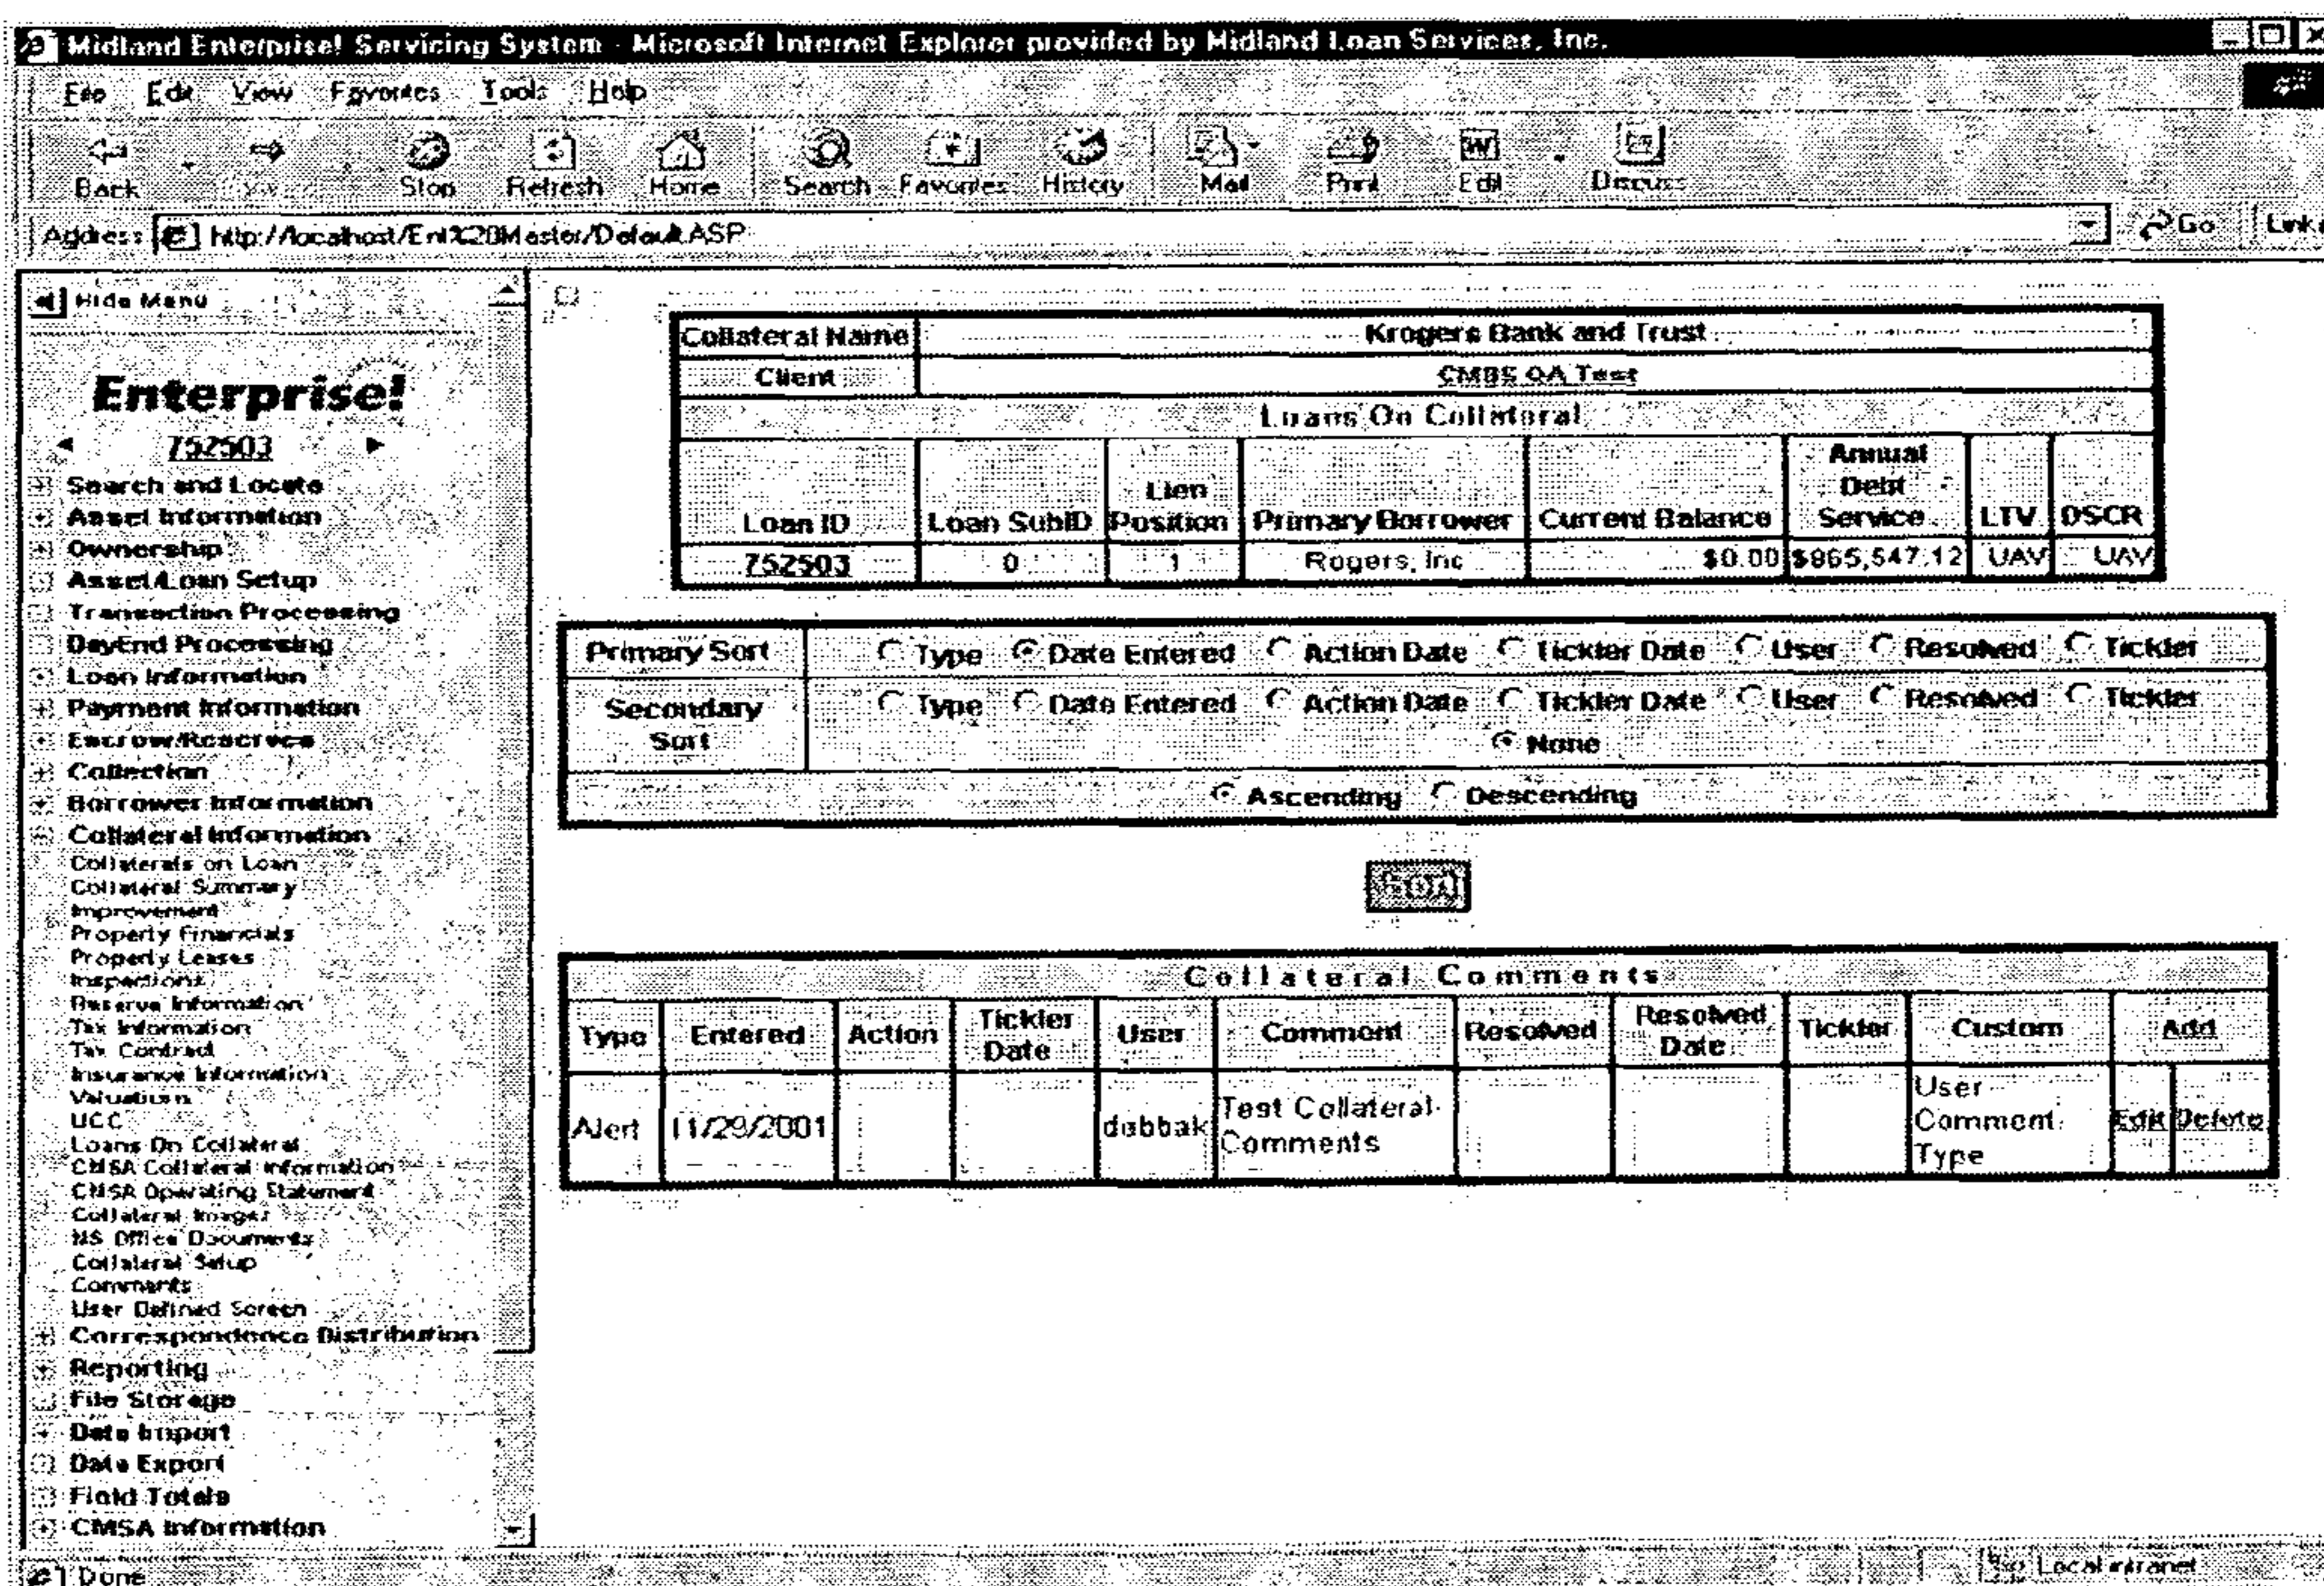 Midland Enterprise! Servicing System - Microsoft Internet Explorer provided by Midland Loan Services, Inc.
File Edit View Favorites Tools Help
Back Stop Refresh Home Search Favorites History Mail Print Edit Discuss
Address http://localhost/Ent%20Master/Default.ASP Go Links
Hide Menu
Enterprise!
752503
Search and Locate
Asset Information
Ownership
Asset/Loan Setup
Transaction Processing
DayEnd Processing
Loan Information
Payment Information
Escrow/Reserves
Collection
Borrower Information
Collateral Information
Collaterals on Loan
Collateral Summary
Improvement
Property Financials
Property Leases
Inspections
Reserve Information
Tax Information
Tax Contract
Insurance Information
Valuations
UCC
Loans On Collateral
CMSA Collateral Information
CMSA Operating Statement
Collateral Images
MS Office Documents
Collateral Setup
Comments
User Defined Screen
Correspondence Distribution
Reporting
File Storage
Data Import
Data Export
Field Totals
CMSA Information
Collateral Name Krogers Bank and Trust
Client CMBS QA Test
Loans On Collateral
Loan ID Loan SubID Lien Position Primary Borrower Current Balance Annual Debt Service LTV DSCR
752503 0 1 Rogers, Inc $0.00 $865,547.12 UAV UAV
Primary Sort Type Date Entered Action Date Tickler Date User Resolved Tickler
Secondary Sort Type Date Entered Action Date Tickler Date User Resolved Tickler
None
Ascending Descending
Sort
Collateral Comments
Type Entered Action Tickler Date User Comment Resolved Resolved Date Tickler Custom Add
Alert 11/29/2001 dubbak Test Collateral Comments User Comment Type Edit Delete
Done Local intranet